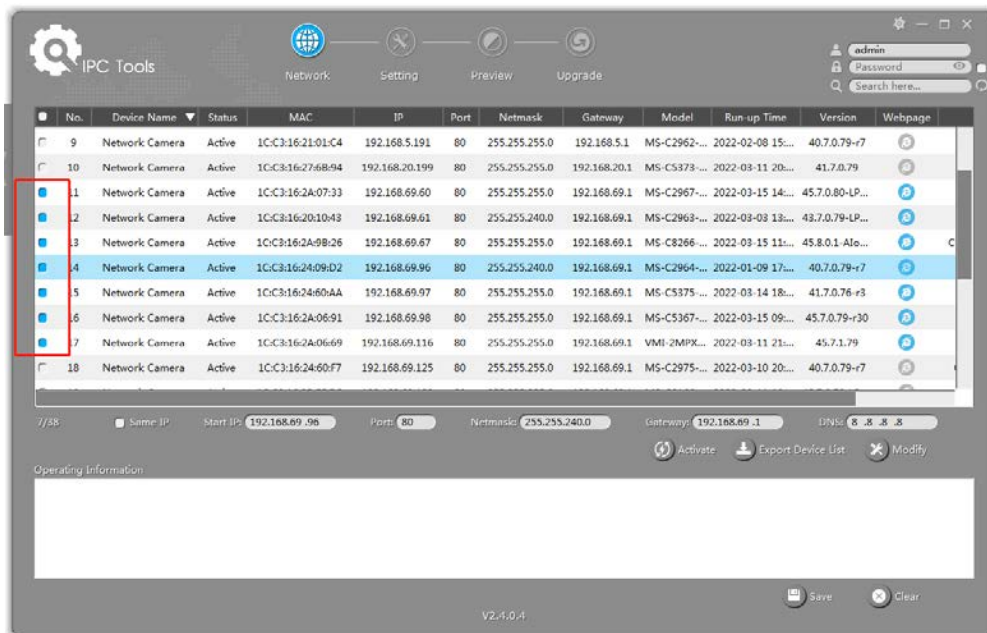 IPC Tools
Network Setting Preview Upgrade
admin
Password
Search here...
No. Device Name ▼ Status MAC IP Port Netmask Gateway Model Run-up Time Version Webpage
9 Network Camera Active 1C:C3:16:21:01:C4 192.168.5.191 80 255.255.255.0 192.168.5.1 MS-C2962-... 2022-02-08 15:... 40.7.0.79-r7
10 Network Camera Active 1C:C3:16:27:6B:94 192.168.20.199 80 255.255.255.0 192.168.20.1 MS-C5373-... 2022-03-11 20:... 41.7.0.79
11 Network Camera Active 1C:C3:16:2A:07:33 192.168.69.60 80 255.255.255.0 192.168.69.1 MS-C2967-... 2022-03-15 14:... 45.7.0.80-LP...
12 Network Camera Active 1C:C3:16:20:10:43 192.168.69.61 80 255.255.240.0 192.168.69.1 MS-C2963-... 2022-03-03 13:... 43.7.0.79-LP...
13 Network Camera Active 1C:C3:16:2A:9B:26 192.168.69.67 80 255.255.255.0 192.168.69.1 MS-C8266-... 2022-03-15 11:... 45.8.0.1-AIo... C
14 Network Camera Active 1C:C3:16:24:09:D2 192.168.69.96 80 255.255.240.0 192.168.69.1 MS-C2964-... 2022-01-09 17:... 40.7.0.79-r7
15 Network Camera Active 1C:C3:16:24:60:AA 192.168.69.97 80 255.255.255.0 192.168.69.1 MS-C5375-... 2022-03-14 18:... 41.7.0.76-r3
16 Network Camera Active 1C:C3:16:2A:06:91 192.168.69.98 80 255.255.255.0 192.168.69.1 MS-C5367-... 2022-03-15 09:... 45.7.0.79-r30
17 Network Camera Active 1C:C3:16:2A:06:69 192.168.69.116 80 255.255.255.0 192.168.69.1 VMI-2MPX... 2022-03-11 21:... 45.7.1.79
18 Network Camera Active 1C:C3:16:24:60:F7 192.168.69.125 80 255.255.255.0 192.168.69.1 MS-C2975-... 2022-03-10 20:... 40.7.0.79-r7
7/38 Same IP Start IP: 192.168.69 .96 Port: 80 Netmask: 255.255.240.0 Gateway: 192.168.69 .1 DNS: 8 .8 .8 .8
Activate Export Device List Modify
Operating Information
Save Clear
V2.4.0.4